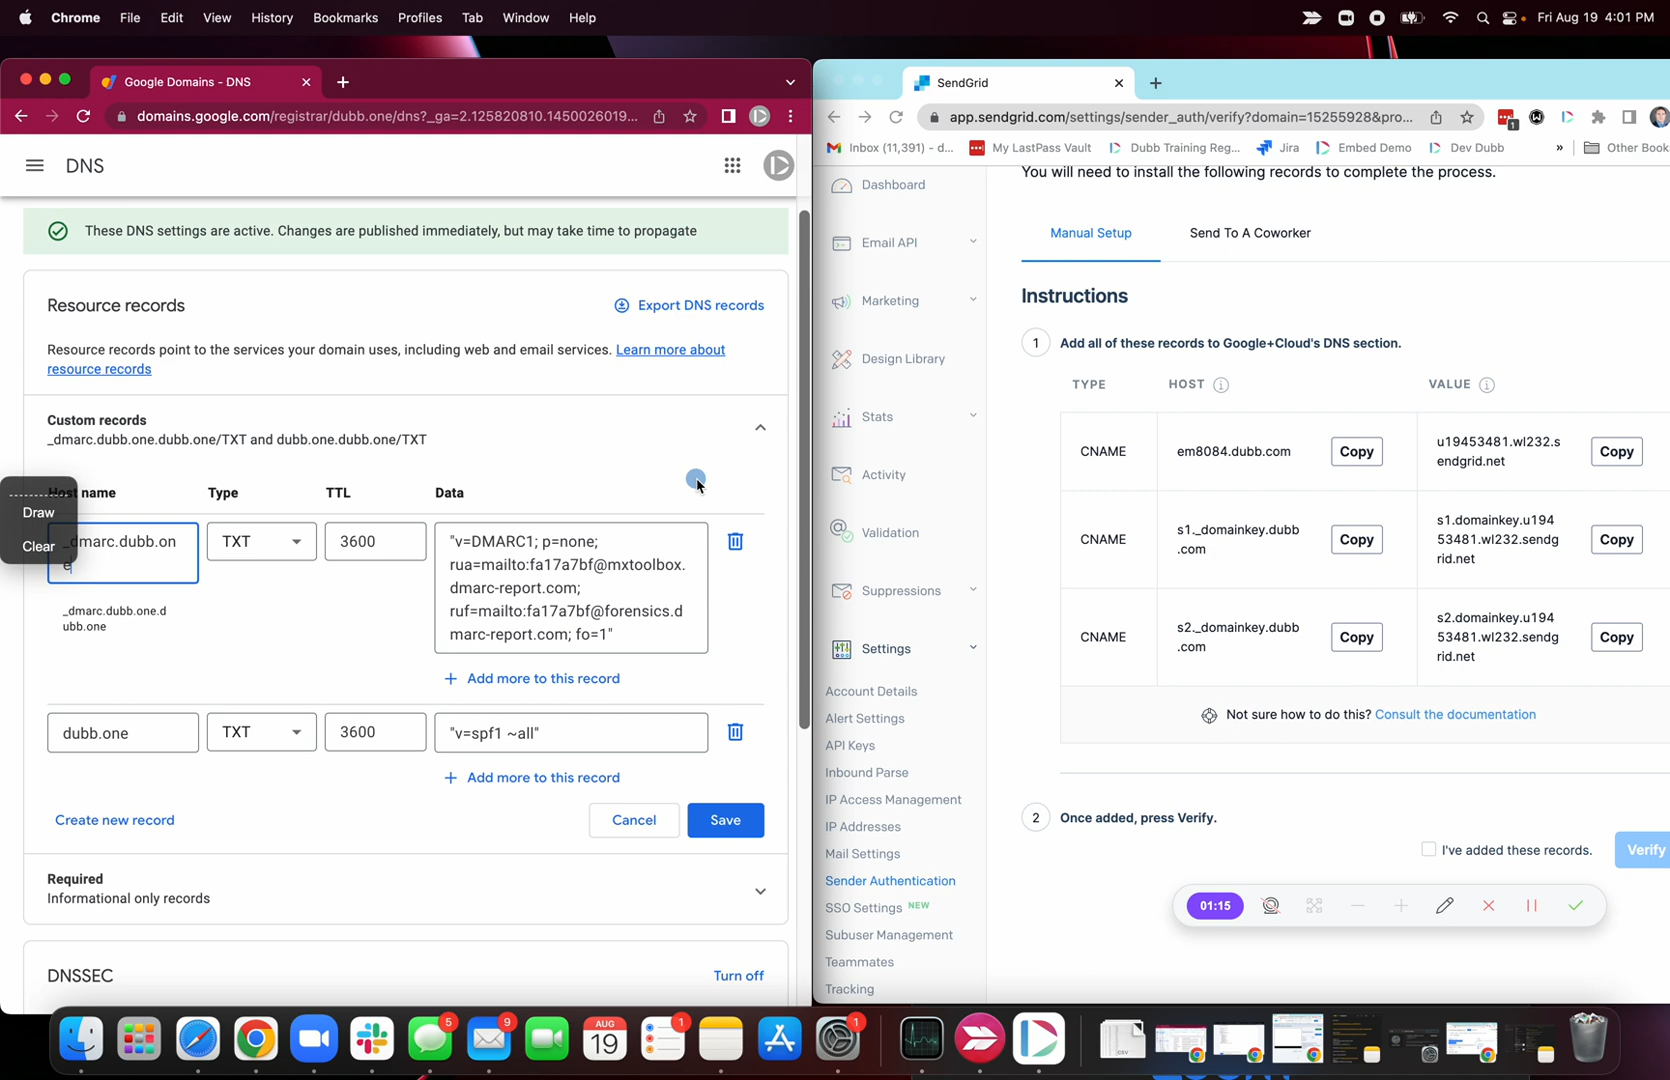 Chrome File Edit View History Bookmarks Profiles Tab Window Help Fri Aug 19 4:01 PM
Google Domains - DNS
domains.google.com/registrar/dubb.one/dns?_ga=2.125820810.1450026019...
DNS
These DNS settings are active. Changes are published immediately, but may take time to propagate
Resource records
Export DNS records
Resource records point to the services your domain uses, including web and email services. Learn more about
resource records
Custom records
_dmarc.dubb.one.dubb.one/TXT and dubb.one.dubb.one/TXT
Draw
Clear
Host name Type TTL Data
_dmarc.dubb.on
e
TXT
3600
"v=DMARC1; p=none;
rua=mailto:fa17a7bf@mxtoolbox.
dmarc-report.com;
ruf=mailto:fa17a7bf@forensics.d
marc-report.com; fo=1"
_dmarc.dubb.one.d
ubb.one
Add more to this record
dubb.one TXT 3600 "v=spf1 ~all"
Add more to this record
Create new record
Cancel
Save
Required
Informational only records
DNSSEC
Turn off
SendGrid
app.sendgrid.com/settings/sender_auth/verify?domain=15255928&pro...
1
Inbox (11,391) - d... My LastPass Vault Dubb Training Reg... Jira Embed Demo Dev Dubb » Other Book
Dashboard
Email API
Marketing
Design Library
Stats
Activity
Validation
Suppressions
Settings
Account Details
Alert Settings
API Keys
Inbound Parse
IP Access Management
IP Addresses
Mail Settings
Sender Authentication
SSO Settings NEW
Subuser Management
Teammates
Tracking
You will need to install the following records to complete the process.
Manual Setup
Send To A Coworker
Instructions
1 Add all of these records to Google+Cloud's DNS section.
TYPE HOST VALUE
CNAME
em8084.dubb.com
Copy
u19453481.wl232.s
endgrid.net
Copy
CNAME
s1._domainkey.dubb
.com
Copy
s1.domainkey.u194
53481.wl232.sendg
rid.net
Copy
CNAME
s2._domainkey.dubb
.com
Copy
s2.domainkey.u194
53481.wl232.sendg
rid.net
Copy
Not sure how to do this? Consult the documentation
2 Once added, press Verify.
I've added these records.
Verify
01:15
5
9
AUG
19
1
1
CSV